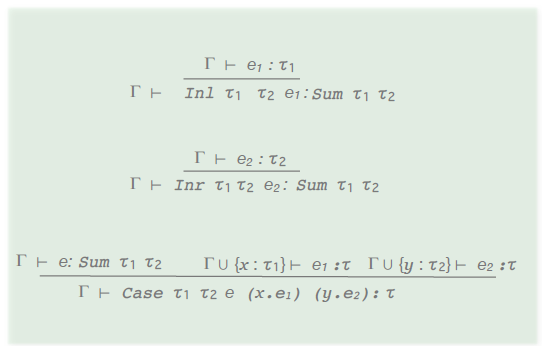 Γ ⊢ e₁ : τ₁
Γ ⊢ Inl τ₁ τ₂ e₁: Sum τ₁ τ₂
Γ ⊢ e₂ : τ₂
Γ ⊢ Inr τ₁ τ₂ e₂: Sum τ₁ τ₂
Γ ⊢ e: Sum τ₁ τ₂ Γ ∪ {x : τ₁} ⊢ e₁ :τ Γ ∪ {y : τ₂} ⊢ e₂ :τ
Γ ⊢ Case τ₁ τ₂ e (x.e₁) (y.e₂): τ